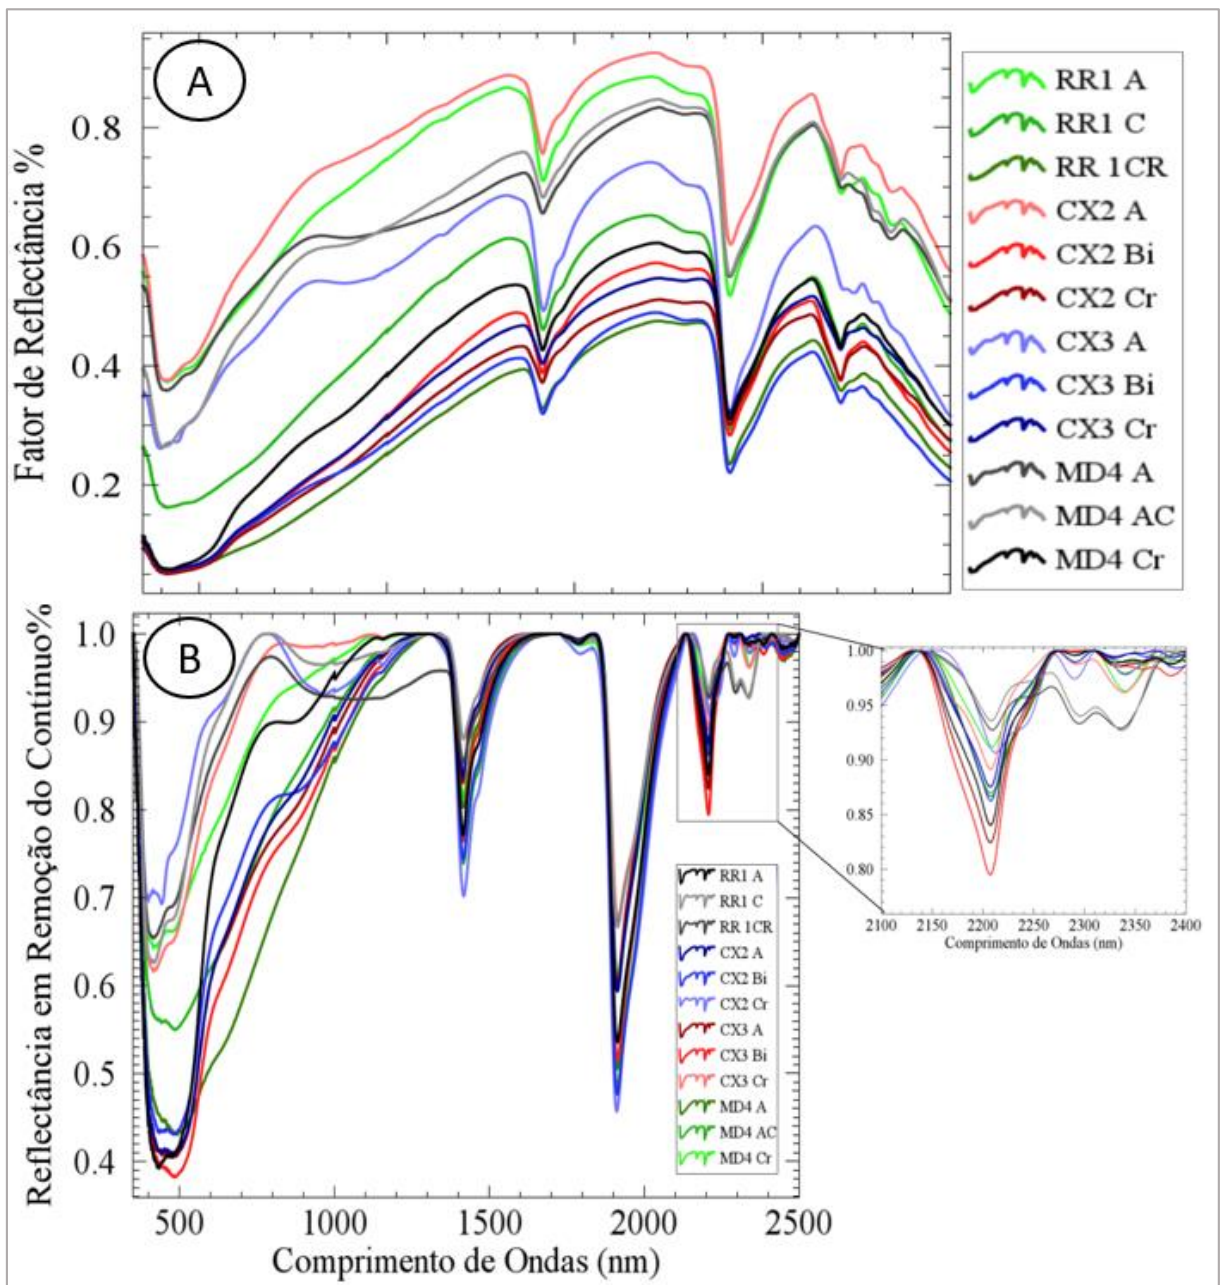 A
Fator de Reflectância %
0.8
0.6
0.4
0.2
RR1 A
RR1 C
RR 1CR
CX2 A
CX2 Bi
CX2 Cr
CX3 A
CX3 Bi
CX3 Cr
MD4 A
MD4 AC
MD4 Cr
B
Reflectância em Remoção do Contínuo%
1.0
0.9
0.8
0.7
0.6
0.5
0.4
500 1000 1500 2000 2500
Comprimento de Ondas (nm)
RR1 A
RR1 C
RR 1CR
CX2 A
CX2 Bi
CX2 Cr
CX3 A
CX3 Bi
CX3 Cr
MD4 A
MD4 AC
MD4 Cr
1.00
0.95
0.90
0.85
0.80
2100 2150 2200 2250 2300 2350 2400
Comprimento de Ondas (nm)